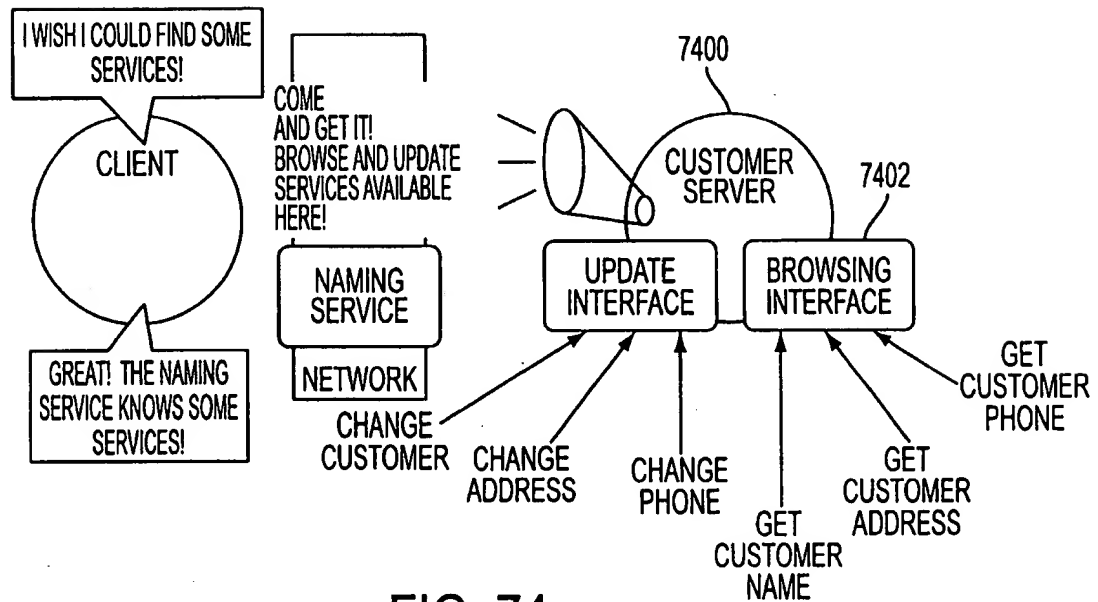 I WISH I COULD FIND SOME
SERVICES!
CLIENT
GREAT! THE NAMING
SERVICE KNOWS SOME
SERVICES!
COME
AND GET IT!
BROWSE AND UPDATE
SERVICES AVAILABLE
HERE!
NAMING
SERVICE
NETWORK
7400
CUSTOMER
SERVER
7402
UPDATE
INTERFACE
BROWSING
INTERFACE
CHANGE
CUSTOMER
CHANGE
ADDRESS
CHANGE
PHONE
GET
CUSTOMER
NAME
GET
CUSTOMER
ADDRESS
GET
CUSTOMER
PHONE
FIG. 74